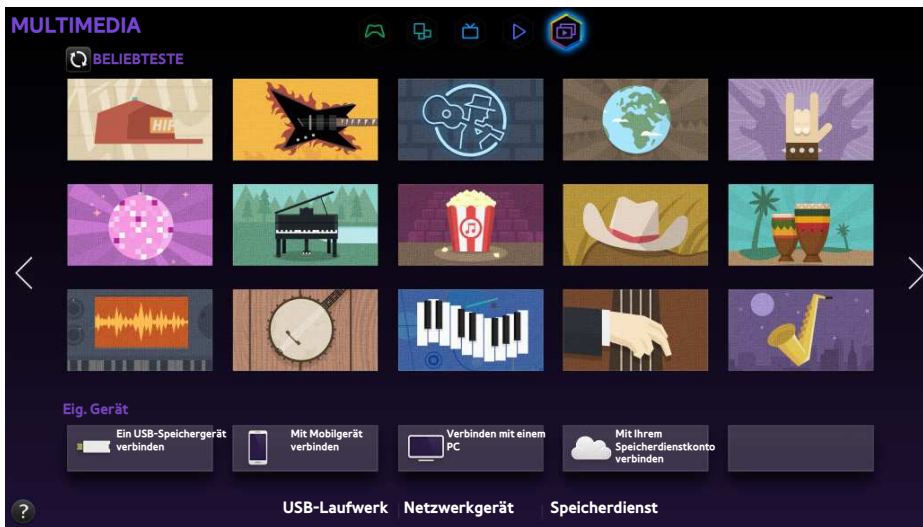 MULTIMEDIA
BELIEBTESTE
HIP
Eig. Gerät
Ein USB-Speichergerät
verbinden
Mit Mobilgerät
verbinden
Verbinden mit einem
PC
Mit Ihrem
Speicherdienstkonto
verbinden
?
USB-Laufwerk Netzwerkgerät Speicherdienst